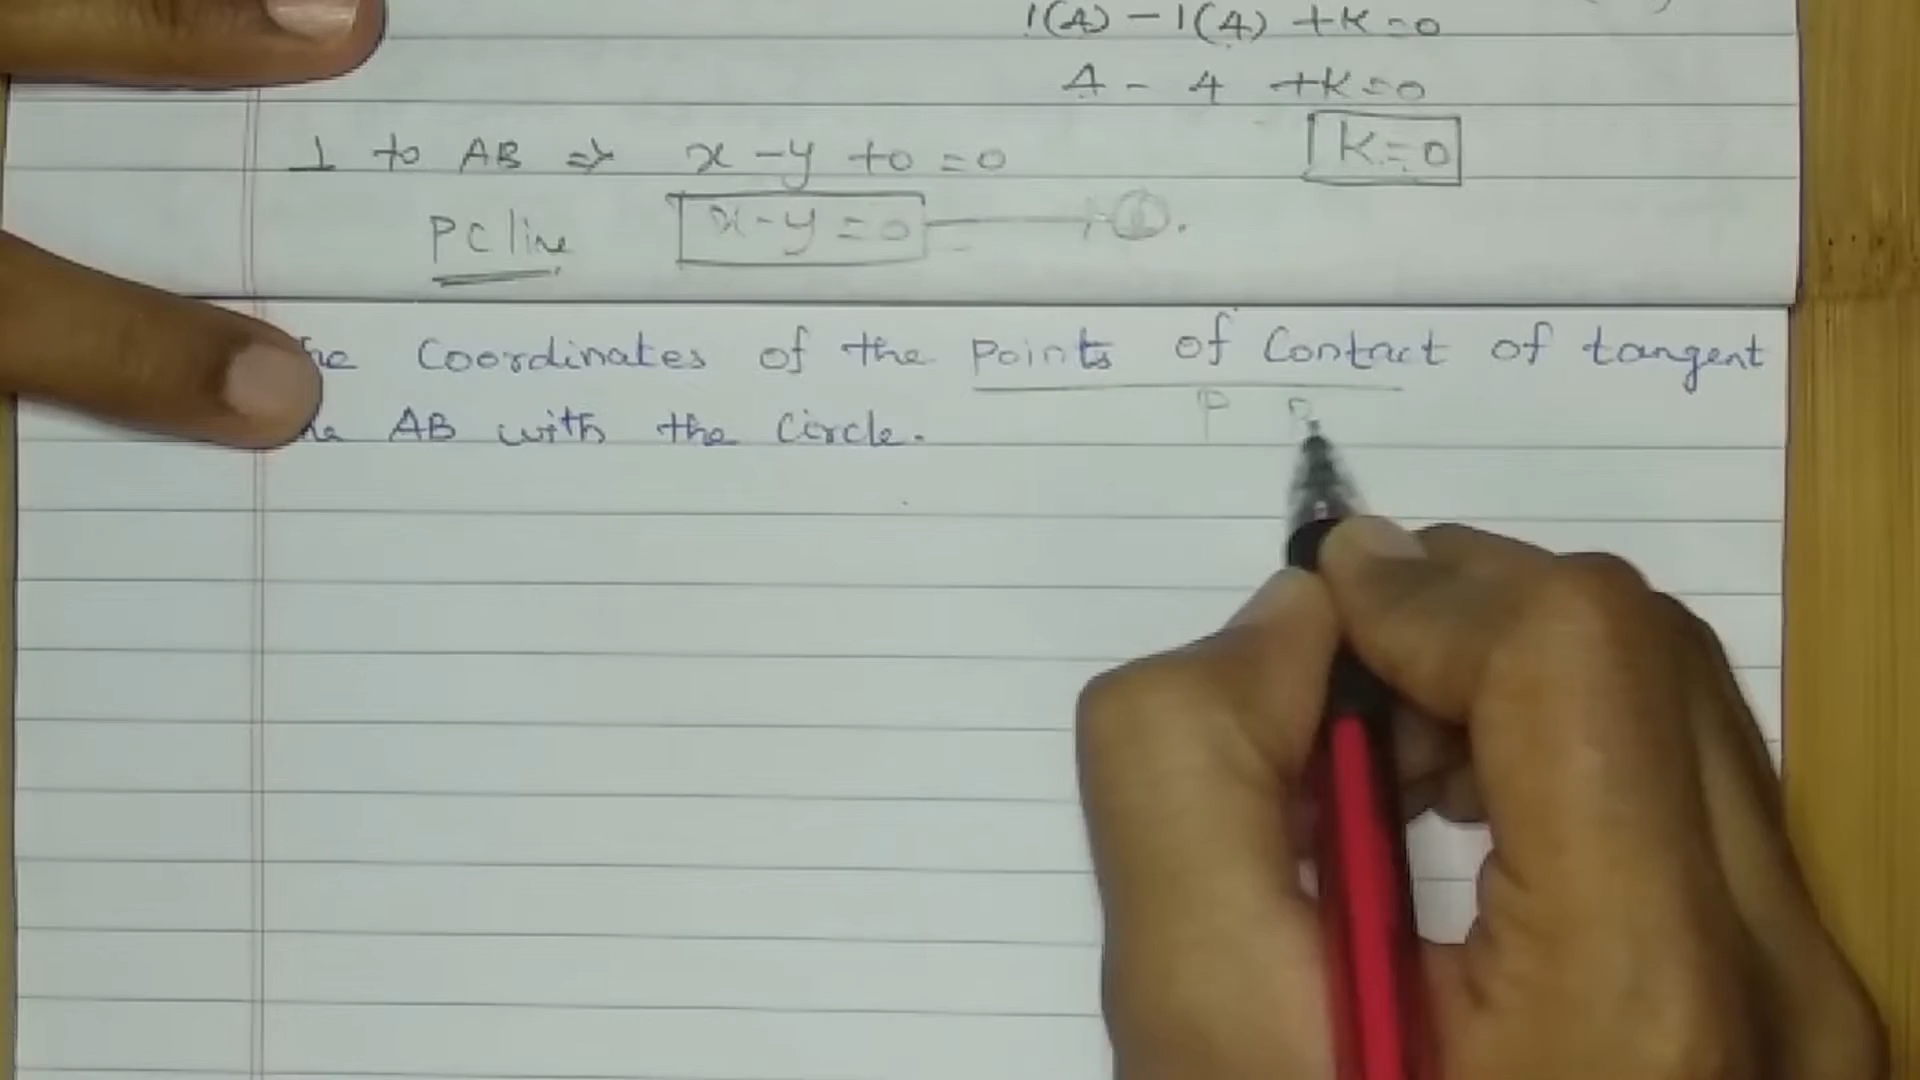 1(4) - 1(4) + k = 0
4 - 4 + k = 0
⊥ to AB => x - y + 0 = 0
k = 0
PC line x - y = 0
Coordinates of the points of Contact of tangent
P
AB with the Circle.